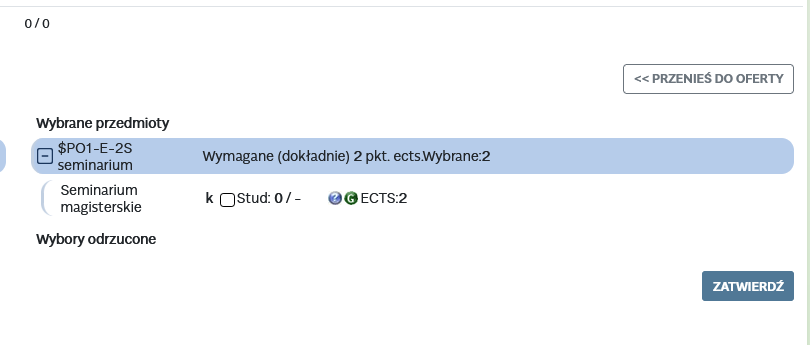 0 / 0
<< PRZENIEŚ DO OFERTY
Wybrane przedmioty
$PO1-E-2S
seminarium
Wymagane (dokładnie) 2 pkt. ects.Wybrane:2
Seminarium
magisterskie
k Stud: 0 / - ? G ECTS:2
Wybory odrzucone
ZATWIERDŹ